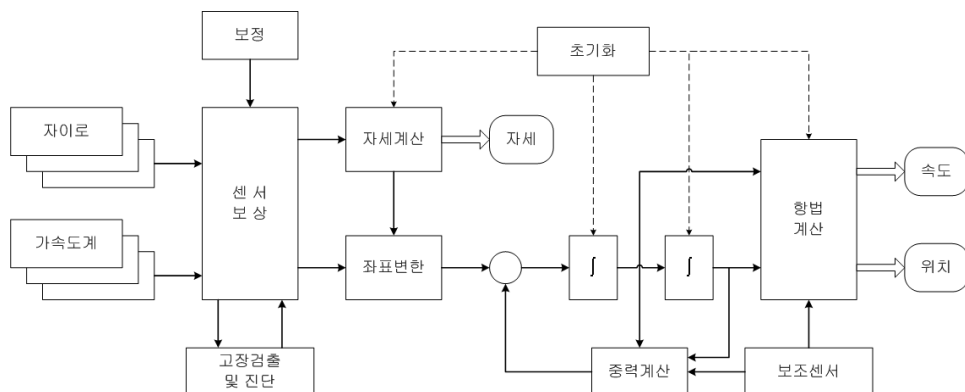 보정
초기화
자이로
자세계산
자세
센 서
보 상
항법
계산
속도
가속도계
좌표변한
∫
∫
위치
고장검출
및 진단
중력계산
보조센서